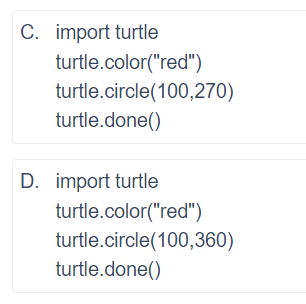 C. import turtle
turtle.color("red")
turtle.circle(100,270)
turtle.done()
D. import turtle
turtle.color("red")
turtle.circle(100,360)
turtle.done()